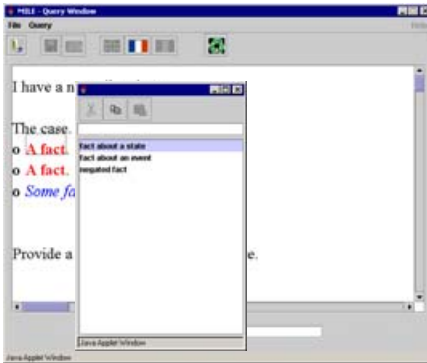 MILE - Query Window
File Query
Help
I have a n
The case.
o A fact.
o A fact.
o Some fa
Provide a
e.
fact about a state
fact about an event
negated fact
Java Applet Window
Java Applet Window